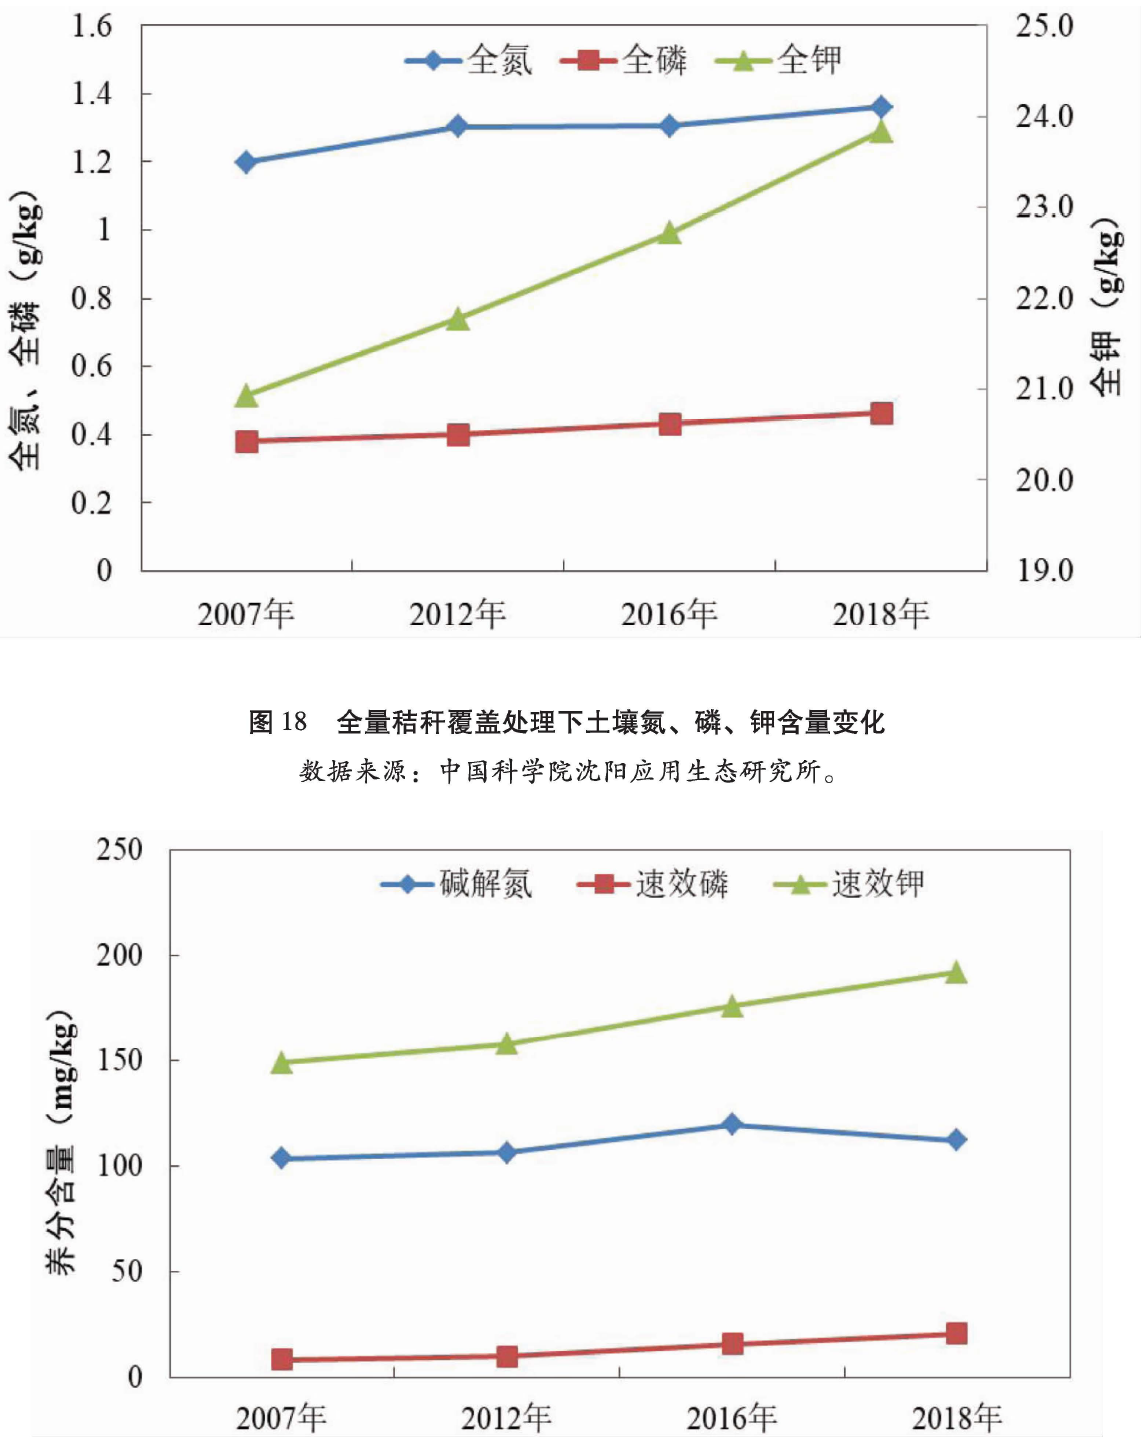 全氮 全磷 全钾
1.6
1.4
1.2
1
0.8
0.6
0.4
0.2
0
全氮、全磷（g/kg）
25.0
24.0
23.0
22.0
21.0
20.0
19.0
全钾（g/kg）
2007年 2012年 2016年 2018年
图 18 全量秸秆覆盖处理下土壤氮、磷、钾含量变化
数据来源：中国科学院沈阳应用生态研究所。
碱解氮 速效磷 速效钾
250
200
150
100
50
0
养分含量（mg/kg）
2007年 2012年 2016年 2018年